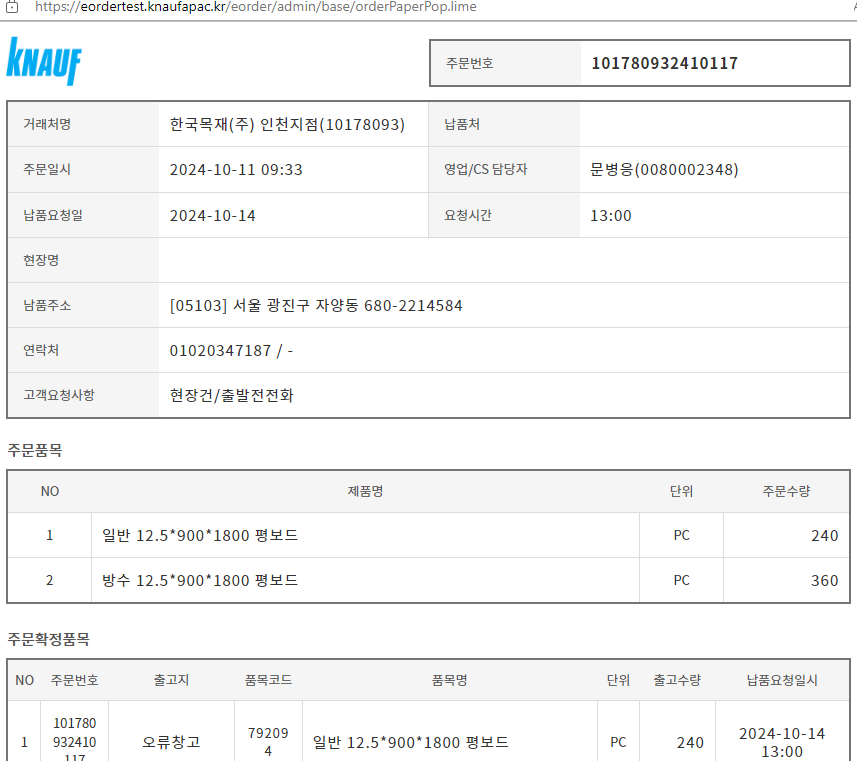 https://eordertest.knaufapac.kr/eorder/admin/base/orderPaperPop.lime
KNAUF
주문번호 101780932410117
거래처명 한국목재(주) 인천지점(10178093) 납품처
주문일시 2024-10-11 09:33 영업/CS 담당자 문병응(0080002348)
납품요청일 2024-10-14 요청시간 13:00
현장명
납품주소 [05103] 서울 광진구 자양동 680-2214584
연락처 01020347187 / -
고객요청사항 현장건/출발전전화
주문품목
NO 제품명 단위 주문수량
1 일반 12.5*900*1800 평보드 PC 240
2 방수 12.5*900*1800 평보드 PC 360
주문확정품목
NO 주문번호 출고지 품목코드 품목명 단위 출고수량 납품요청일시
1 101780
932410
117 오류창고 79209
4 일반 12.5*900*1800 평보드 PC 240 2024-10-14
13:00